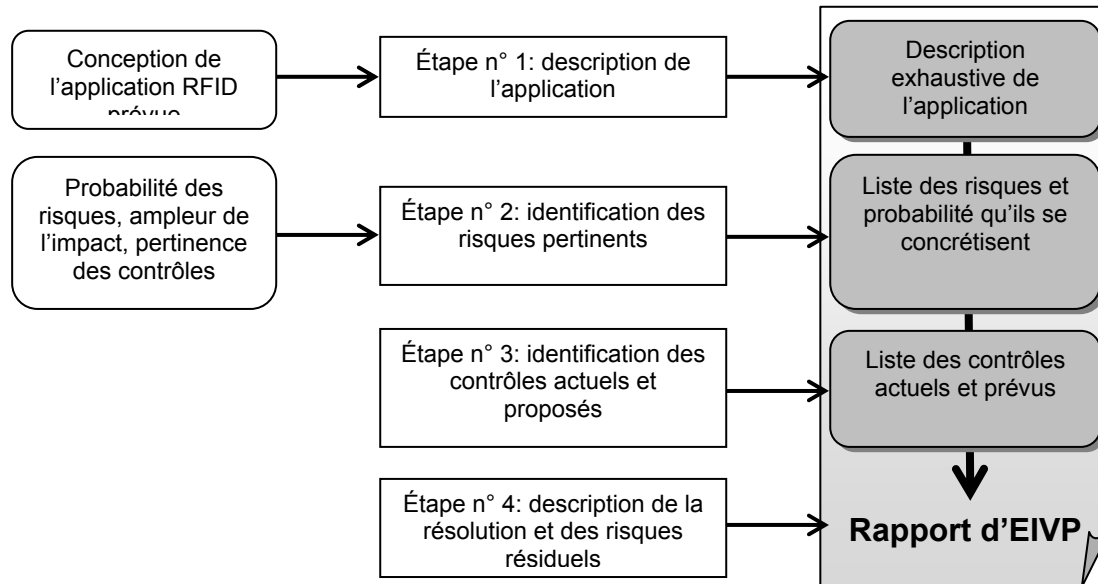 Conception de
l’application RFID
prévue
Étape n° 1: description de
l’application
Description
exhaustive de
l’application
Probabilité des
risques, ampleur de
l’impact, pertinence
des contrôles
Étape n° 2: identification des
risques pertinents
Liste des risques et
probabilité qu’ils se
concrétisent
Étape n° 3: identification des
contrôles actuels et
proposés
Liste des contrôles
actuels et prévus
Étape n° 4: description de la
résolution et des risques
résiduels
Rapport d’EIVP